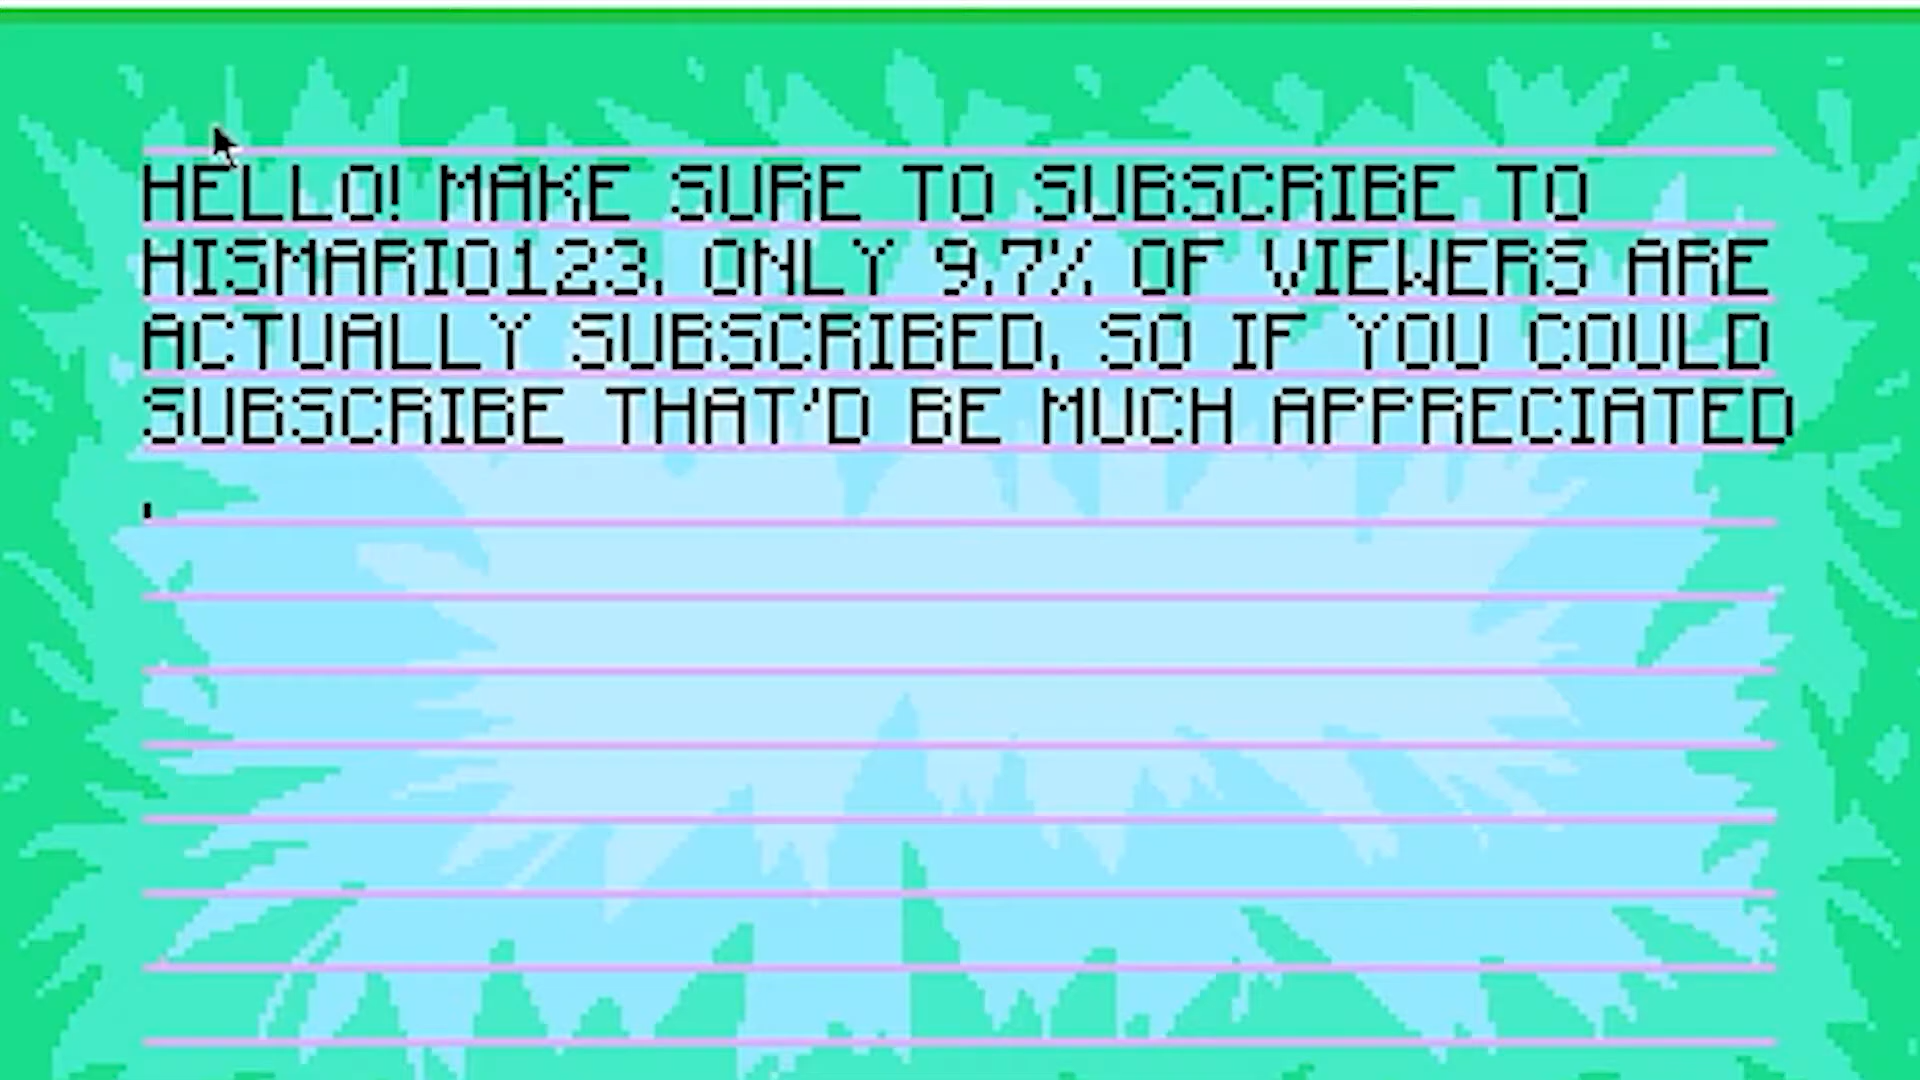 HELLO! MAKE SURE TO SUBSCRIBE TO
HISMARIO123. ONLY 9.7% OF VIEWERS ARE
ACTUALLY SUBSCRIBED, SO IF YOU COULD
SUBSCRIBE THAT'D BE MUCH APPRECIATED
.